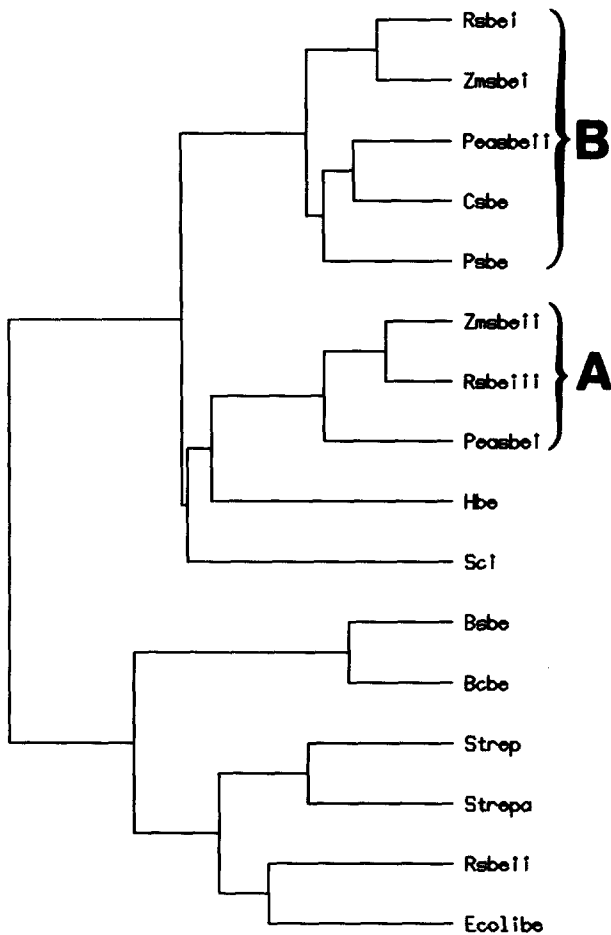 Rsbei
Zmsbei
Peasbeii
Csbe
Psbe
B
Zmsbeii
Rsbeiii
Peasbei
A
Hbe
Sci
Bsbe
Bcbe
Strep
Strepa
Rsbeii
Ecolibe